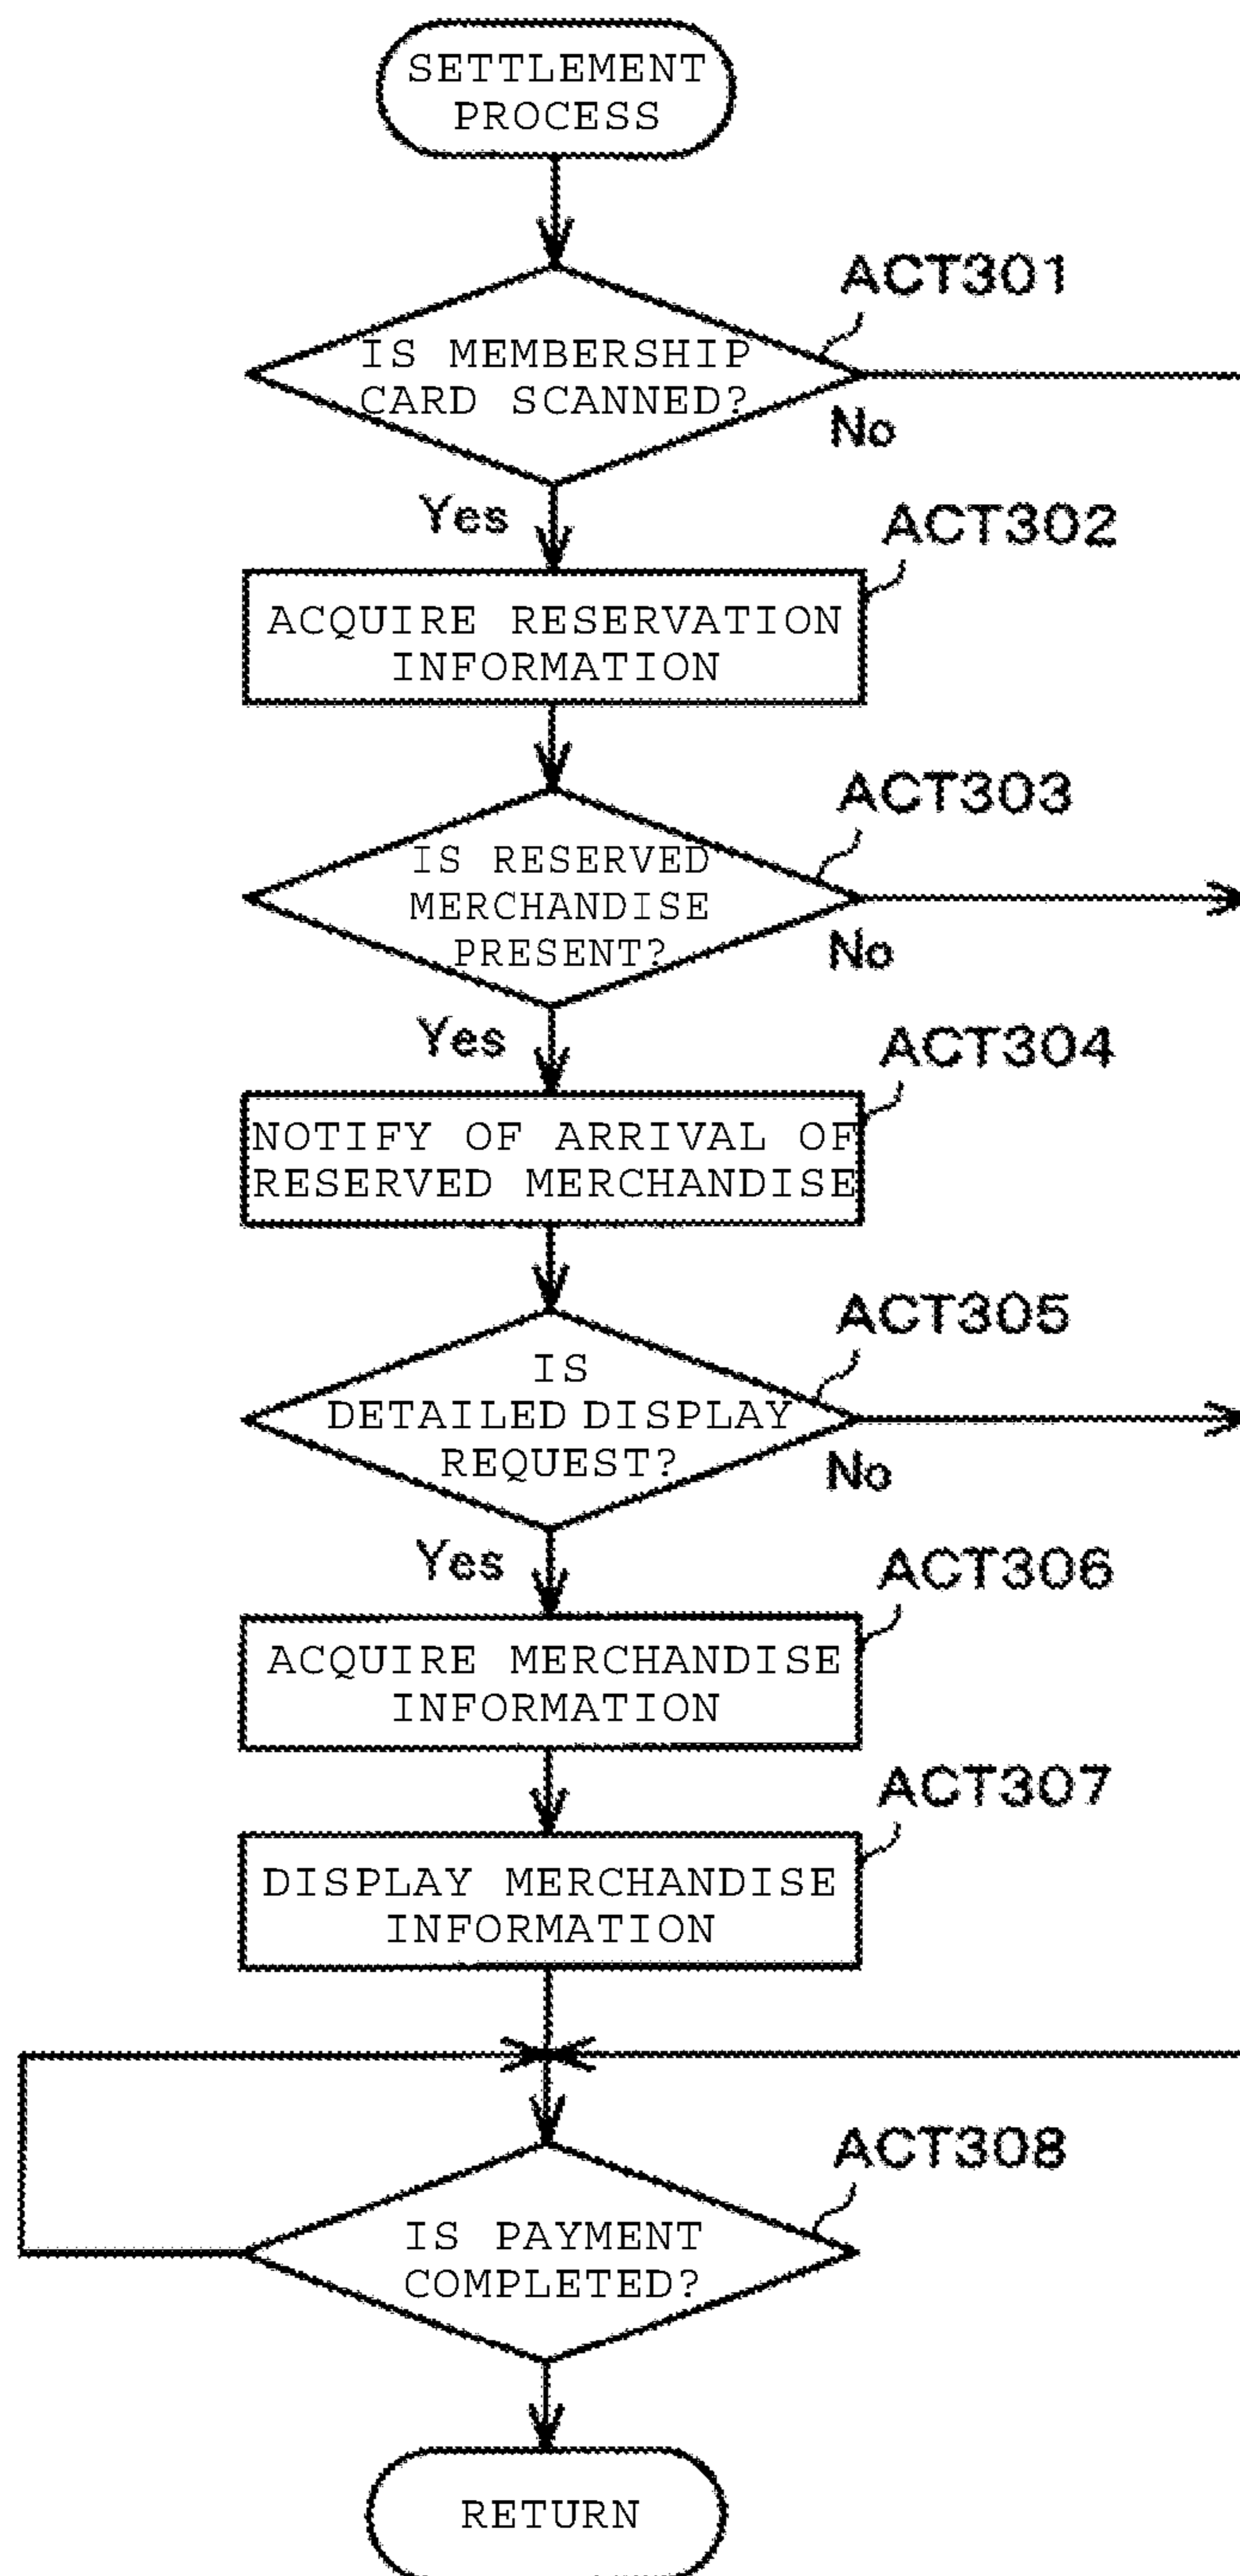 SETTLEMENT
PROCESS
ACT301
IS MEMBERSHIP
CARD SCANNED?
No
Yes
ACT302
ACQUIRE RESERVATION
INFORMATION
ACT303
IS RESERVED
MERCHANDISE
PRESENT?
No
Yes
ACT304
NOTIFY OF ARRIVAL OF
RESERVED MERCHANDISE
ACT305
IS
DETAILED DISPLAY
REQUEST?
No
Yes
ACT306
ACQUIRE MERCHANDISE
INFORMATION
ACT307
DISPLAY MERCHANDISE
INFORMATION
ACT308
IS PAYMENT
COMPLETED?
RETURN